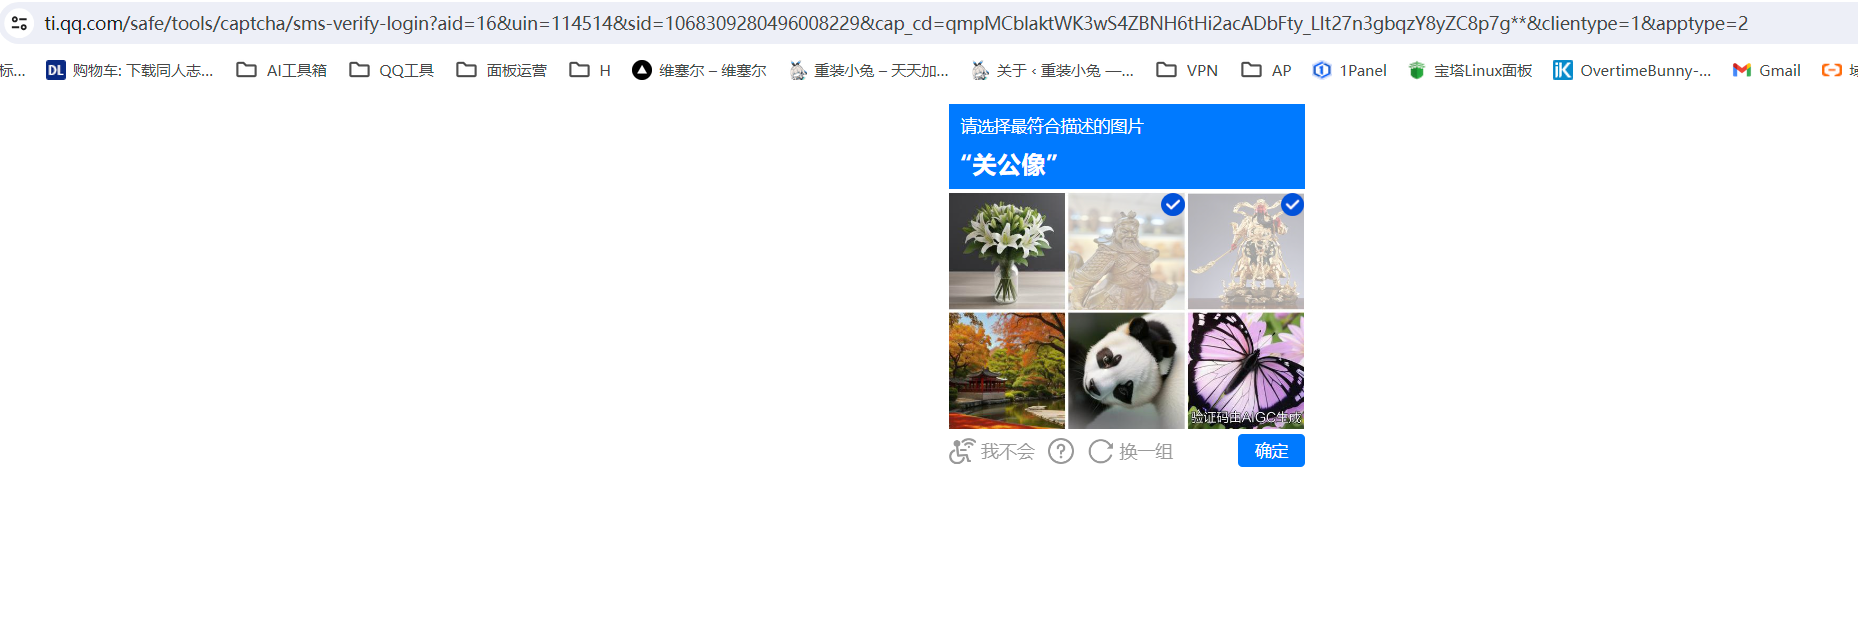 ti.qq.com/safe/tools/captcha/sms-verify-login?aid=16&uin=114514&sid=1068309280496008229&cap_cd=qmpMCblaktWK3wS4ZBNH6tHi2acADbFty_LIt27n3gbqzY8yZC8p7g**&clientype=1&apptype=2
标... DL 购物车: 下载同人志... AI工具箱 QQ工具 面板运营 H 维塞尔 – 维塞尔 重装小兔 – 天天加... 关于 ‹ 重装小兔 —... VPN AP 1Panel 宝塔Linux面板 iK OvertimeBunny-... Gmail
请选择最符合描述的图片
“关公像”
验证码由AIGC生成
我不会 ? 换一组 确定